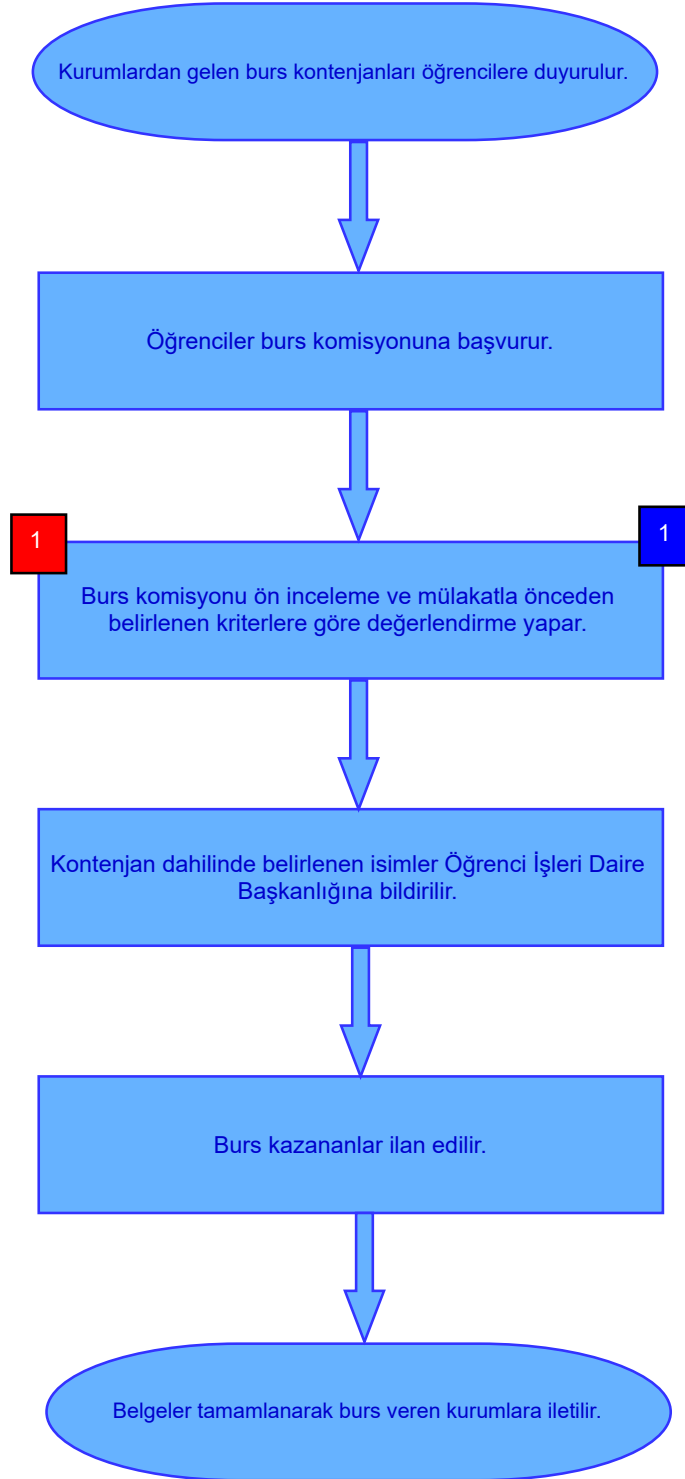 Kurumlardan gelen burs kontenjanları öğrencilere duyurulur.
Öğrenciler burs komisyonuna başvurur.
1
1
Burs komisyonu ön inceleme ve mülakatla önceden
belirlenen kriterlere göre değerlendirme yapar.
Kontenjan dahilinde belirlenen isimler Öğrenci İşleri Daire
Başkanlığına bildirilir.
Burs kazananlar ilan edilir.
Belgeler tamamlanarak burs veren kurumlara iletilir.